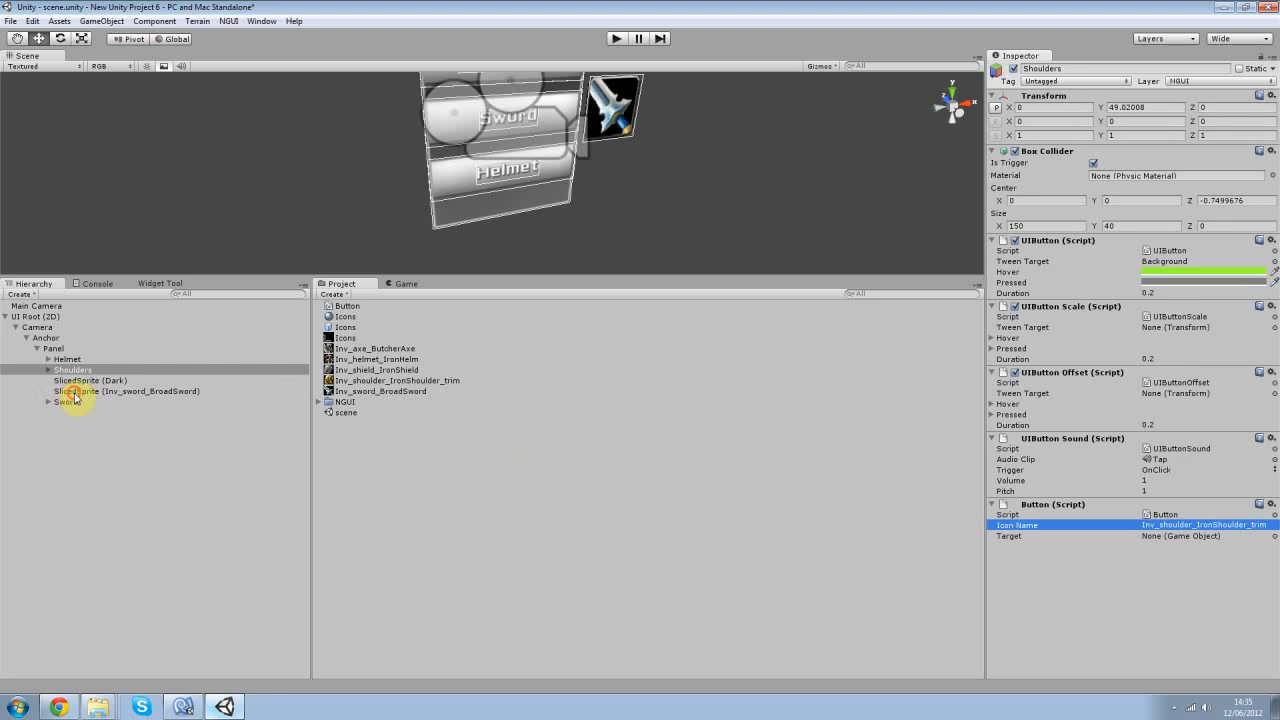 Unity - scene.unity - New Unity Project 6 - PC and Mac Standalone*
File Edit Assets GameObject Component Terrain NGUI Window Help
Pivot Global Layers Wide
Scene
Textured RGB Gizmos All
Sword
Helmet
y
x
z
Hierarchy Console Widget Tool
Create All
Main Camera
UI Root (2D)
Camera
Anchor
Panel
Helmet
Shoulders
SlicedSprite (Dark)
SlicedSprite (Inv_sword_BroadSword)
Sword
Project Game
Create All
Button
Icons
Icons
Icons
Inv_axe_ButcherAxe
Inv_helmet_IronHelm
Inv_shield_IronShield
Inv_shoulder_IronShoulder_trim
Inv_sword_BroadSword
NGUI
scene
Inspector
Shoulders Static
Tag Untagged Layer NGUI
Transform
P X 0 Y 49.02008 Z 0
R X 0 Y 0 Z 0
S X 1 Y 1 Z 1
Box Collider
Is Trigger
Material None (Physic Material)
Center
X 0 Y 0 Z -0.7499676
Size
X 150 Y 40 Z 0
UIButton (Script)
Script UIButton
Tween Target Background
Hover
Pressed
Duration 0.2
UIButton Scale (Script)
Script UIButtonScale
Tween Target None (Transform)
Hover
Pressed
Duration 0.2
UIButton Offset (Script)
Script UIButtonOffset
Tween Target None (Transform)
Hover
Pressed
Duration 0.2
UIButton Sound (Script)
Script UIButtonSound
Audio Clip Tap
Trigger OnClick
Volume 1
Pitch 1
Button (Script)
Script Button
Icon Name Inv_shoulder_IronShoulder_trim
Target None (Game Object)
14:35
12/06/2012